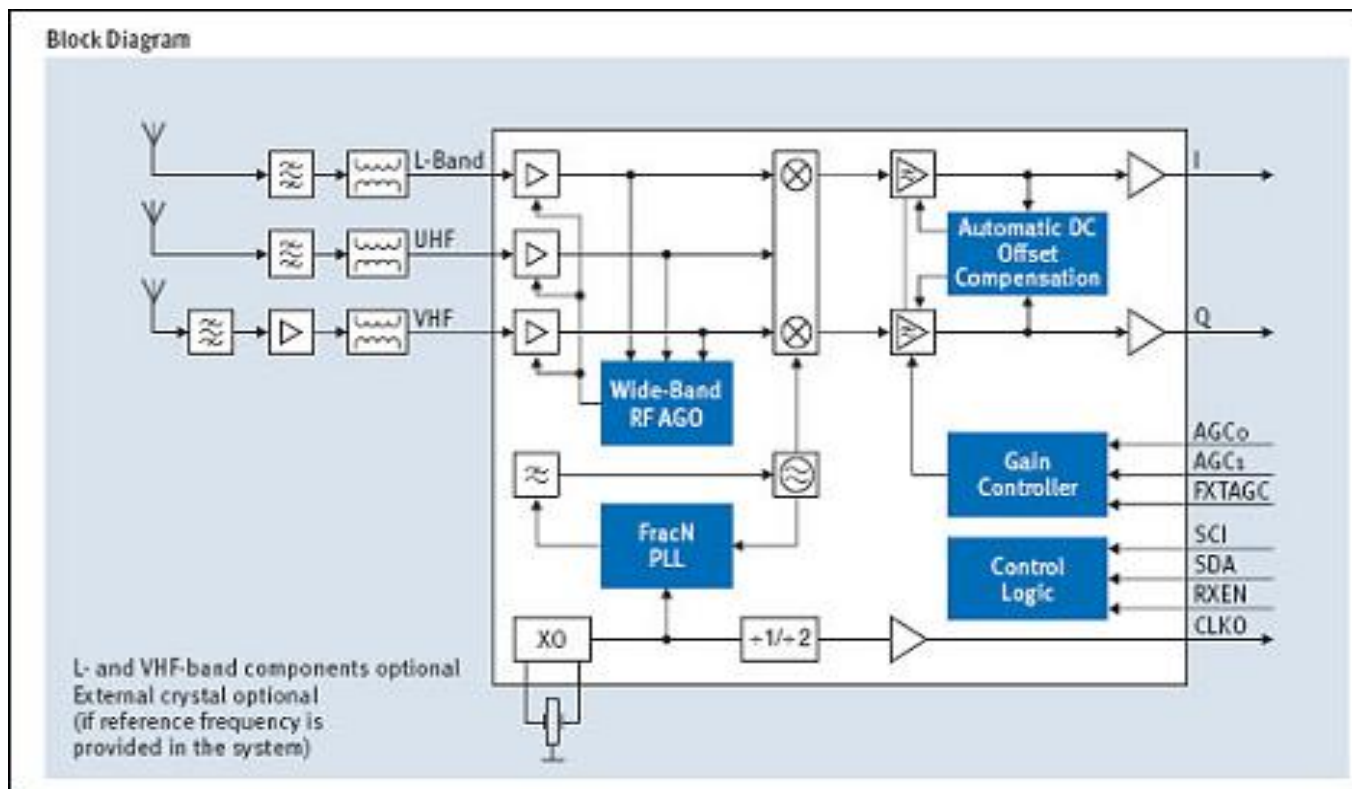 Block Diagram
L-Band
UHF
VHF
I
Automatic DC
Offset
Compensation
Q
Wide-Band
RF AGO
Gain
Controller
AGC0
AGC1
FXTAGC
FracN
PLL
Control
Logic
SCI
SDA
RXEN
CLKO
XO
÷1/÷2
L- and VHF-band components optional
External crystal optional
(if reference frequency is
provided in the system)